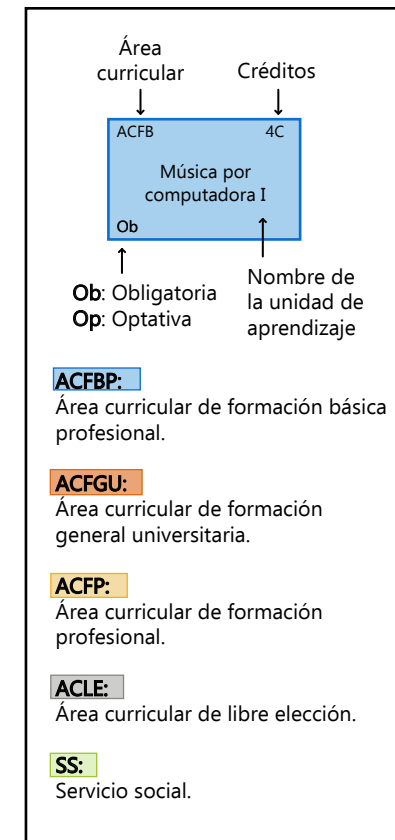 Área
curricular
Créditos
ACFB
4C
Música por
computadora I
Ob
Ob: Obligatoria
Op: Optativa
Nombre de
la unidad de
aprendizaje
ACFBP:
Área curricular de formación básica
profesional.
ACFGU:
Área curricular de formación
general universitaria.
ACFP:
Área curricular de formación
profesional.
ACLE:
Área curricular de libre elección.
SS:
Servicio social.